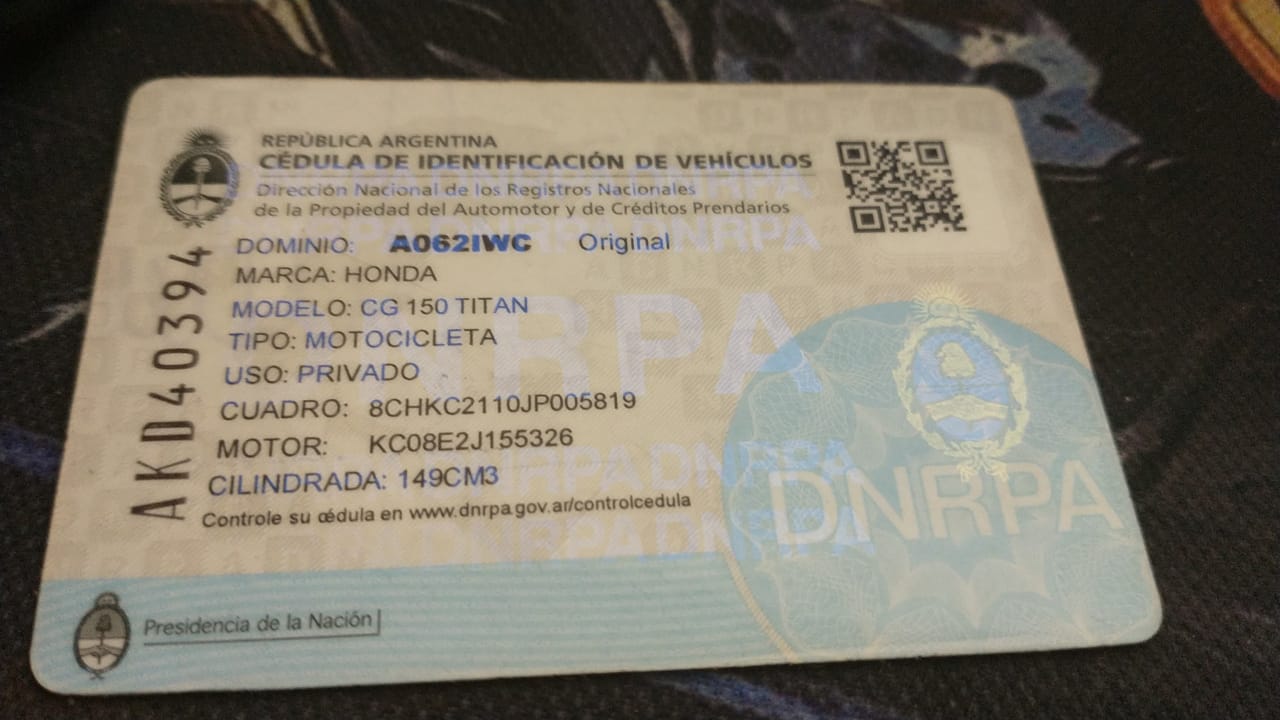 REPÚBLICA ARGENTINA
CÉDULA DE IDENTIFICACIÓN DE VEHÍCULOS
Dirección Nacional de los Registros Nacionales
de la Propiedad del Automotor y de Créditos Prendarios
DOMINIO: A062IWC Original
MARCA: HONDA
MODELO: CG 150 TITAN
TIPO: MOTOCICLETA
USO: PRIVADO
CUADRO: 8CHKC2110JP005819
MOTOR: KC08E2J155326
CILINDRADA: 149CM3
Controle su cédula en www.dnrpa.gov.ar/controlcedula
AKD40394
DNRPA
DNRPA
Presidencia de la Nación